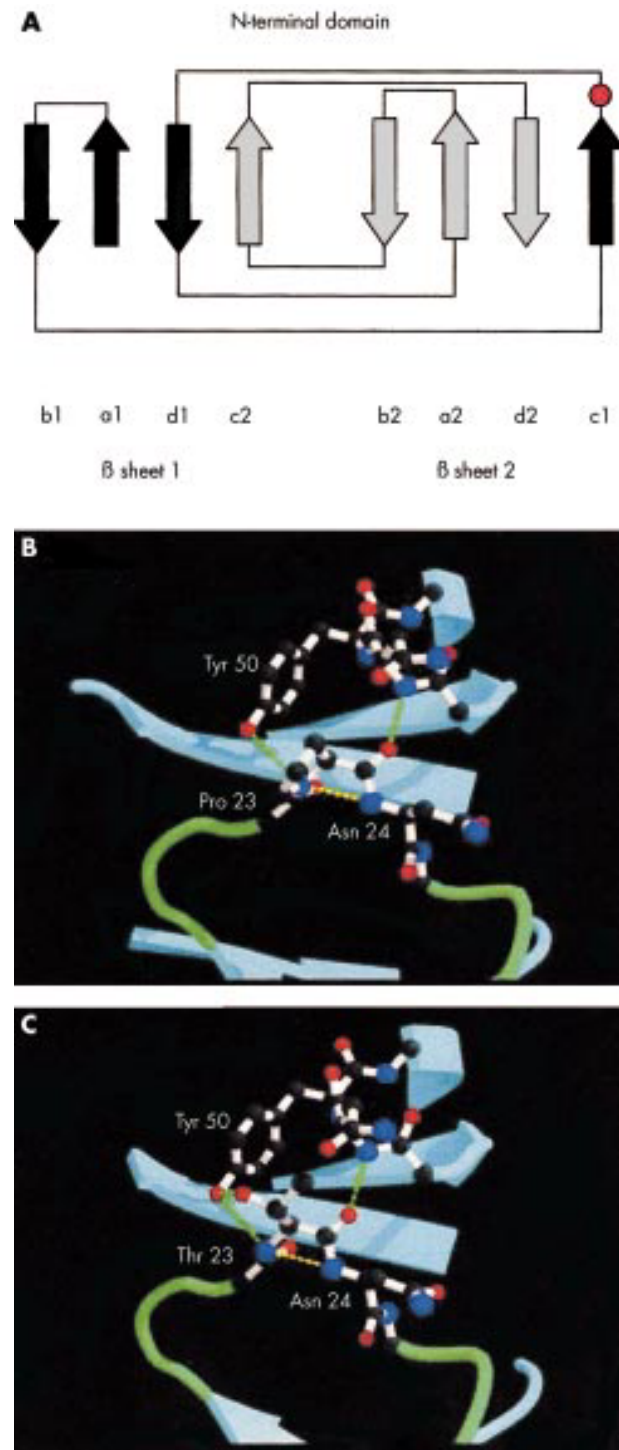 A
N-terminal domain
b1 a1 d1 c2 b2 a2 d2 c1
ß sheet 1 ß sheet 2
B
Tyr 50
Pro 23
Asn 24
C
Tyr 50
Thr 23
Asn 24